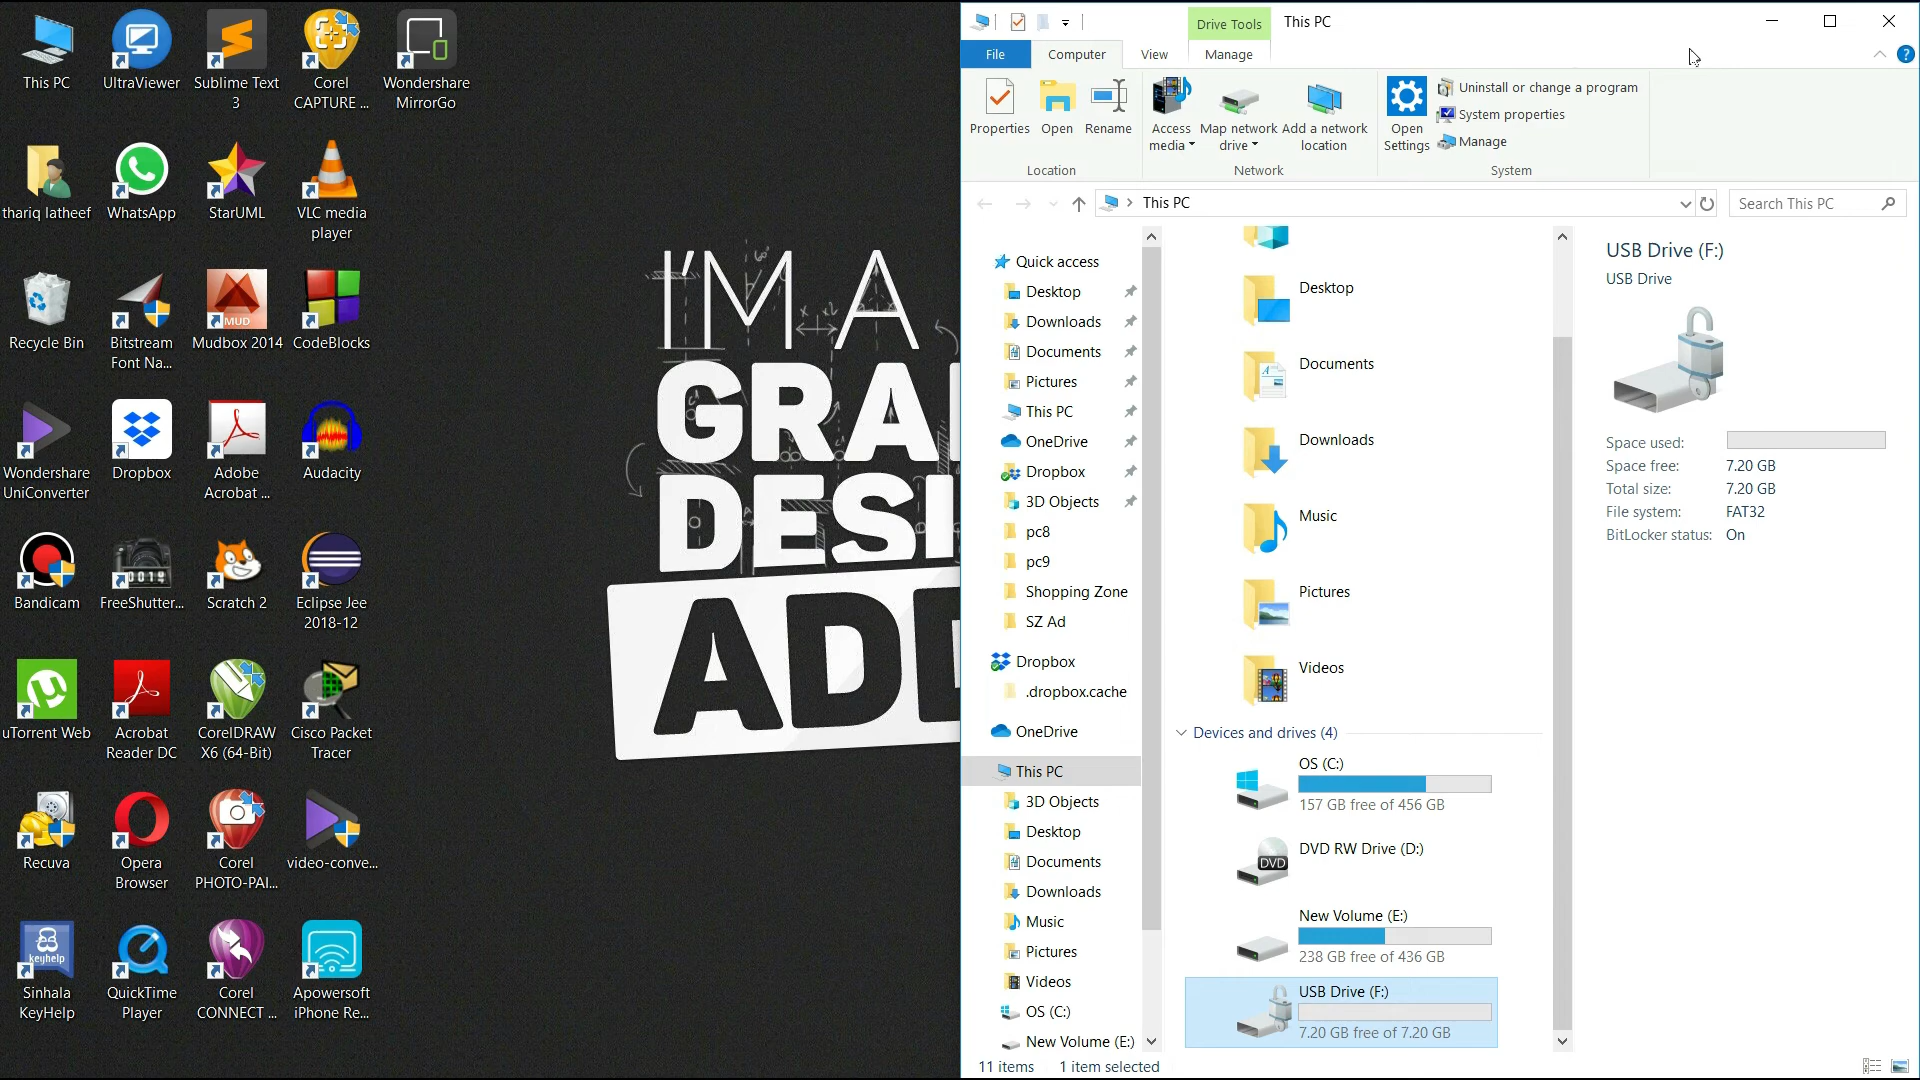 This PC
UltraViewer
Sublime Text
3
Corel
CAPTURE ...
Wondershare
MirrorGo
thariq latheef
WhatsApp
StarUML
VLC media
player
Recycle Bin
Bitstream
Font Na...
MUD
Mudbox 2014
CodeBlocks
Wondershare
UniConverter
Dropbox
Adobe
Acrobat ...
Audacity
Bandicam
0019
FreeShutter...
Scratch 2
Eclipse Jee
2018-12
uTorrent Web
Acrobat
Reader DC
CorelDRAW
X6 (64-Bit)
Cisco Packet
Tracer
Recuva
Opera
Browser
Corel
PHOTO-PAI...
video-conve...
keyhelp
Sinhala
KeyHelp
QuickTime
Player
Corel
CONNECT ...
Apowersoft
iPhone Re...
I'M A
GRA
DESI
AD
Drive Tools
This PC
File
Computer
View
Manage
?
Properties
Open
Rename
Access
media
Map network
drive
Add a network
location
Open
Settings
Uninstall or change a program
System properties
Manage
Location
Network
System
This PC
Search This PC
Quick access
Desktop
Downloads
Documents
Pictures
This PC
OneDrive
Dropbox
3D Objects
pc8
pc9
Shopping Zone
SZ Ad
Dropbox
.dropbox.cache
OneDrive
This PC
3D Objects
Desktop
Documents
Downloads
Music
Pictures
Videos
OS (C:)
New Volume (E:)
Desktop
Documents
Downloads
Music
Pictures
Videos
Devices and drives (4)
OS (C:)
157 GB free of 456 GB
DVD
DVD RW Drive (D:)
New Volume (E:)
238 GB free of 436 GB
USB Drive (F:)
7.20 GB free of 7.20 GB
USB Drive (F:)
USB Drive
Space used:
Space free: 7.20 GB
Total size: 7.20 GB
File system: FAT32
BitLocker status: On
11 items
1 item selected